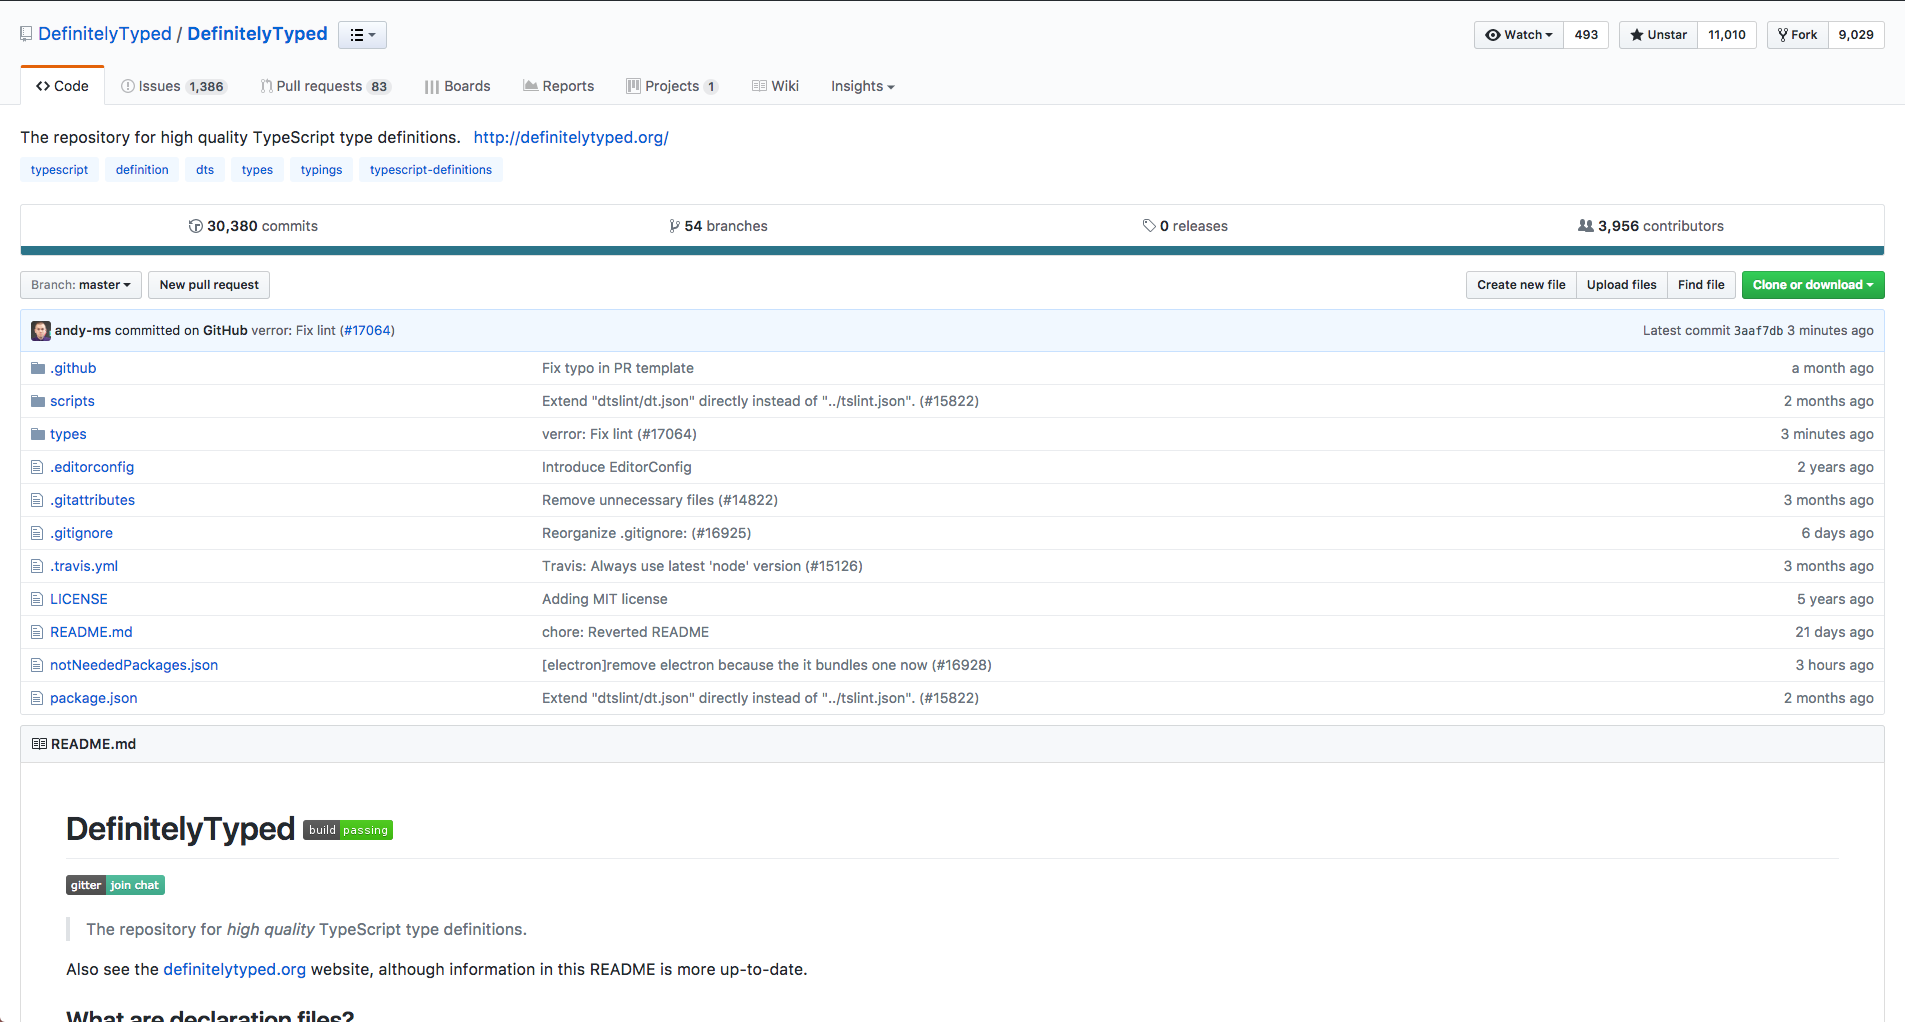 DefinitelyTyped / DefinitelyTyped
Watch 493 Unstar 11,010 Fork 9,029
Code Issues 1,386 Pull requests 83 Boards Reports Projects 1 Wiki Insights
The repository for high quality TypeScript type definitions. http://definitelytyped.org/
typescript definition dts types typings typescript-definitions
30,380 commits 54 branches 0 releases 3,956 contributors
Branch: master New pull request Create new file Upload files Find file Clone or download
andy-ms committed on GitHub verror: Fix lint (#17064) Latest commit 3aaf7db 3 minutes ago
.github Fix typo in PR template a month ago
scripts Extend "dtslint/dt.json" directly instead of "../tslint.json". (#15822) 2 months ago
types verror: Fix lint (#17064) 3 minutes ago
.editorconfig Introduce EditorConfig 2 years ago
.gitattributes Remove unnecessary files (#14822) 3 months ago
.gitignore Reorganize .gitignore: (#16925) 6 days ago
.travis.yml Travis: Always use latest 'node' version (#15126) 3 months ago
LICENSE Adding MIT license 5 years ago
README.md chore: Reverted README 21 days ago
notNeededPackages.json [electron]remove electron because the it bundles one now (#16928) 3 hours ago
package.json Extend "dtslint/dt.json" directly instead of "../tslint.json". (#15822) 2 months ago
README.md
DefinitelyTyped build passing
gitter join chat
The repository for high quality TypeScript type definitions.
Also see the definitelytyped.org website, although information in this README is more up-to-date.
What are declaration files?